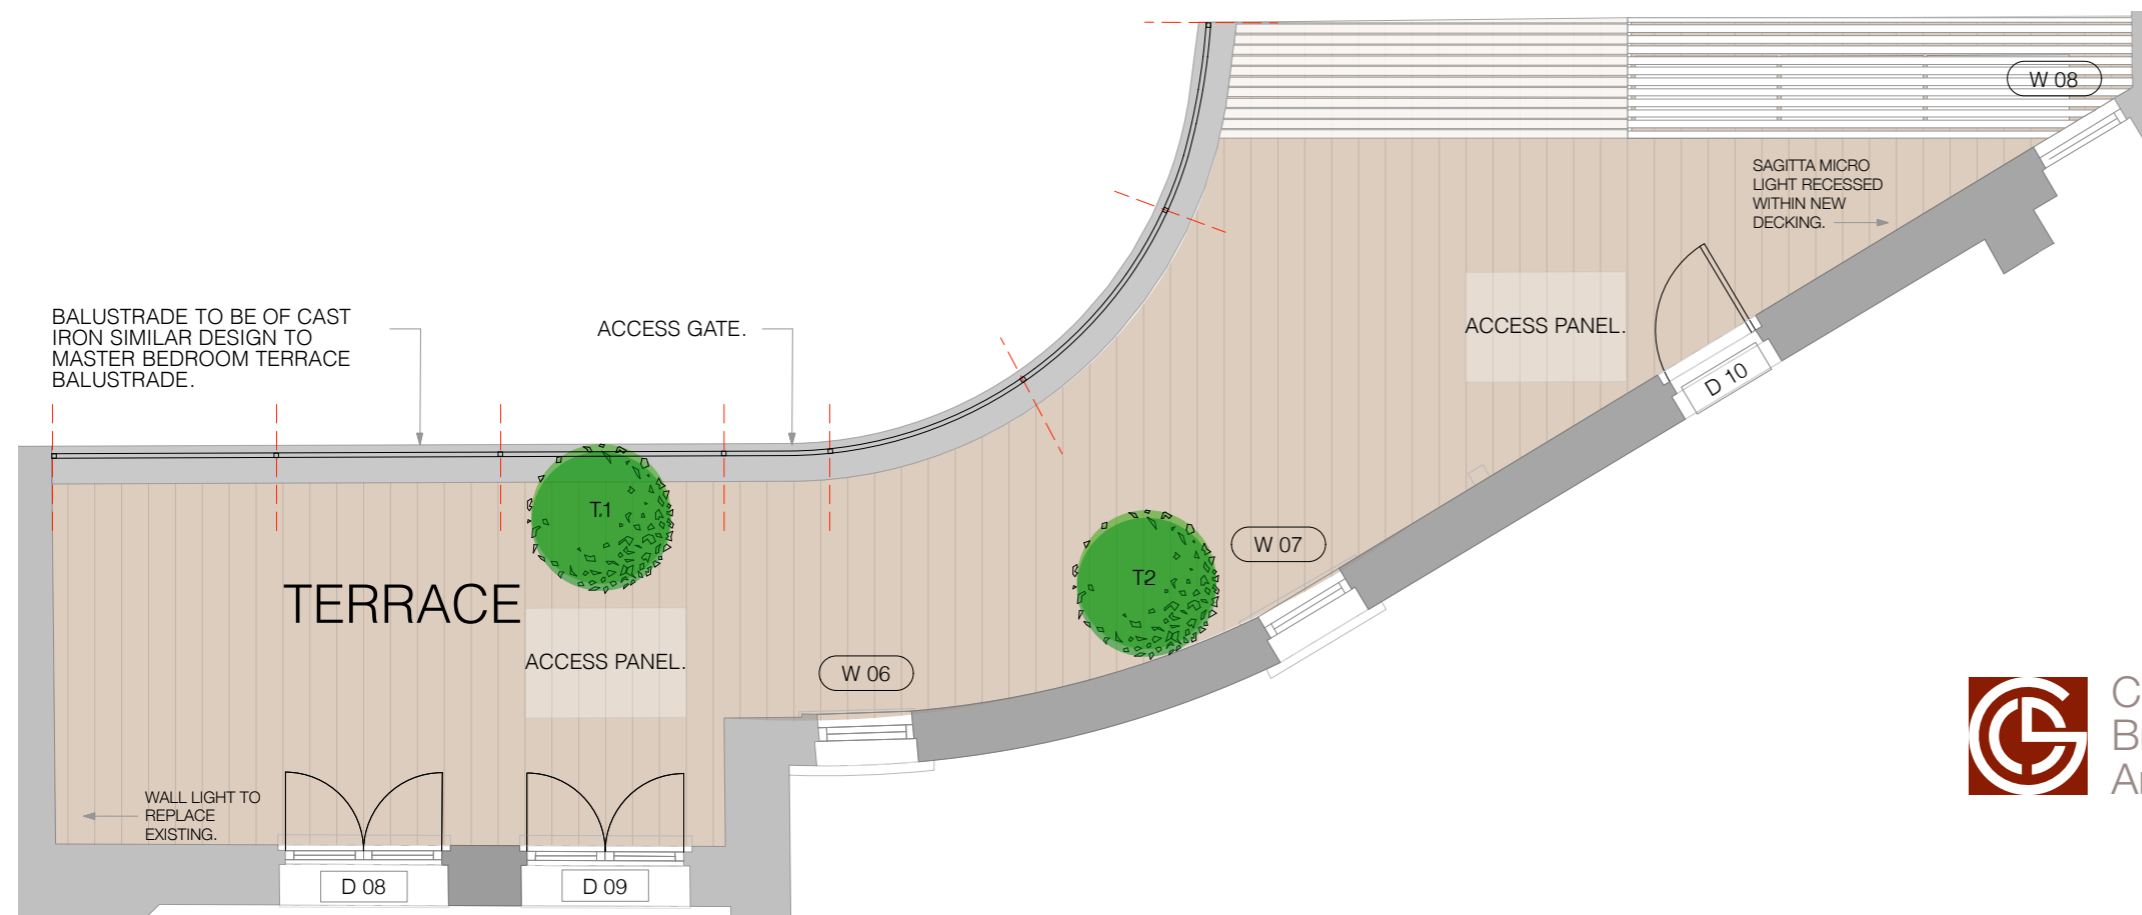 W 08
SAGITTA MICRO
LIGHT RECESSED
WITHIN NEW
DECKING.
BALUSTRADE TO BE OF CAST
IRON SIMILAR DESIGN TO
MASTER BEDROOM TERRACE
BALUSTRADE.
ACCESS GATE.
ACCESS PANEL.
D 10
T.1
W 07
T2
TERRACE
ACCESS PANEL.
W 06
WALL LIGHT TO
REPLACE
EXISTING.
D 08
D 09